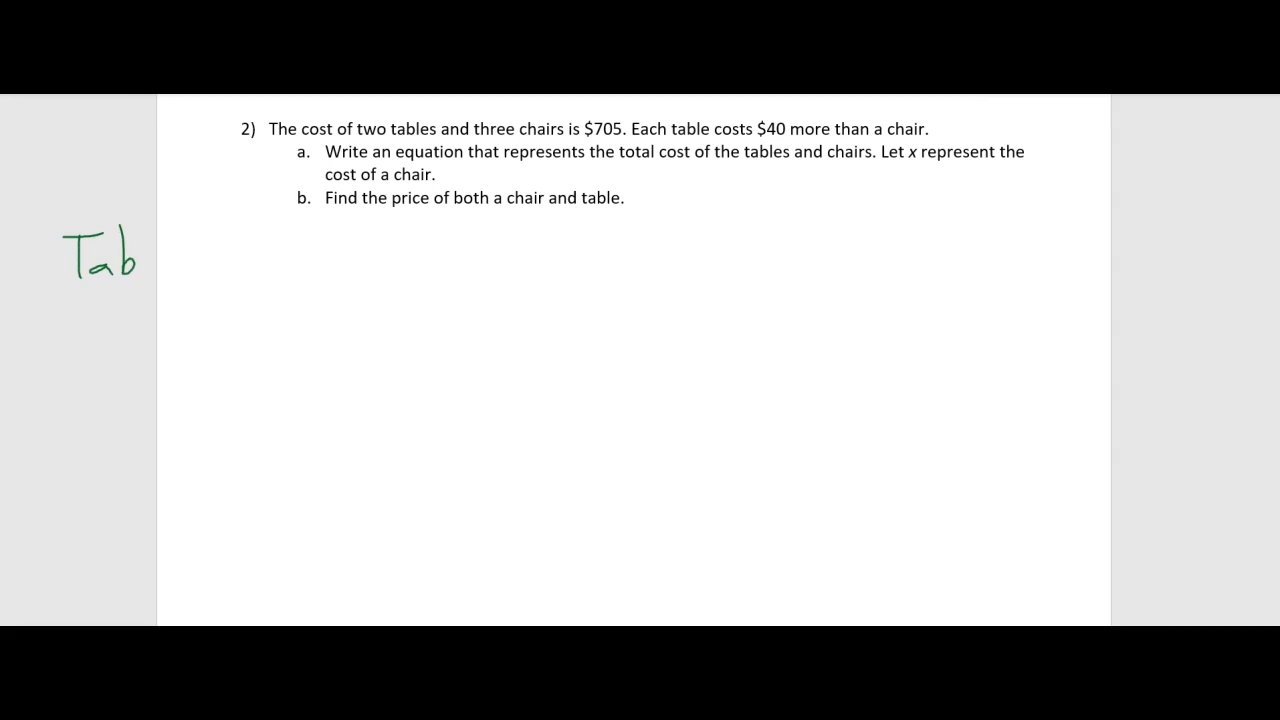 2) The cost of two tables and three chairs is $705. Each table costs $40 more than a chair.
a. Write an equation that represents the total cost of the tables and chairs. Let x represent the
cost of a chair.
b. Find the price of both a chair and table.
Tab